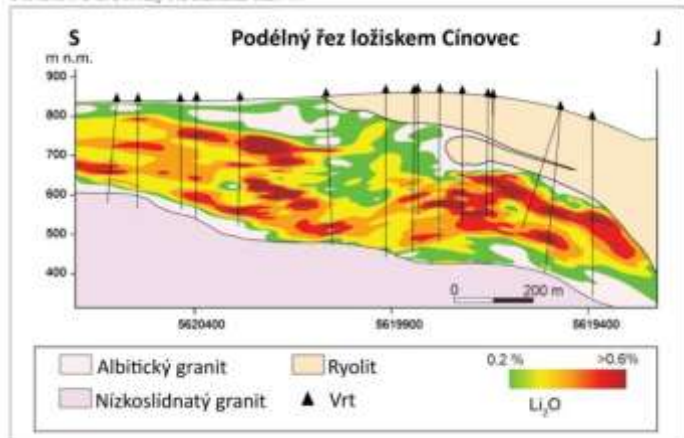 S Podélný řez ložiskem Cínovec J
m n.m.
900
800
700
600
500
400
0 200 m
5620400 5619900 5619400
Albitický granit Ryolit 0.2 % >0.6%
Nízkoslídnatý granit Vrt Li₂O